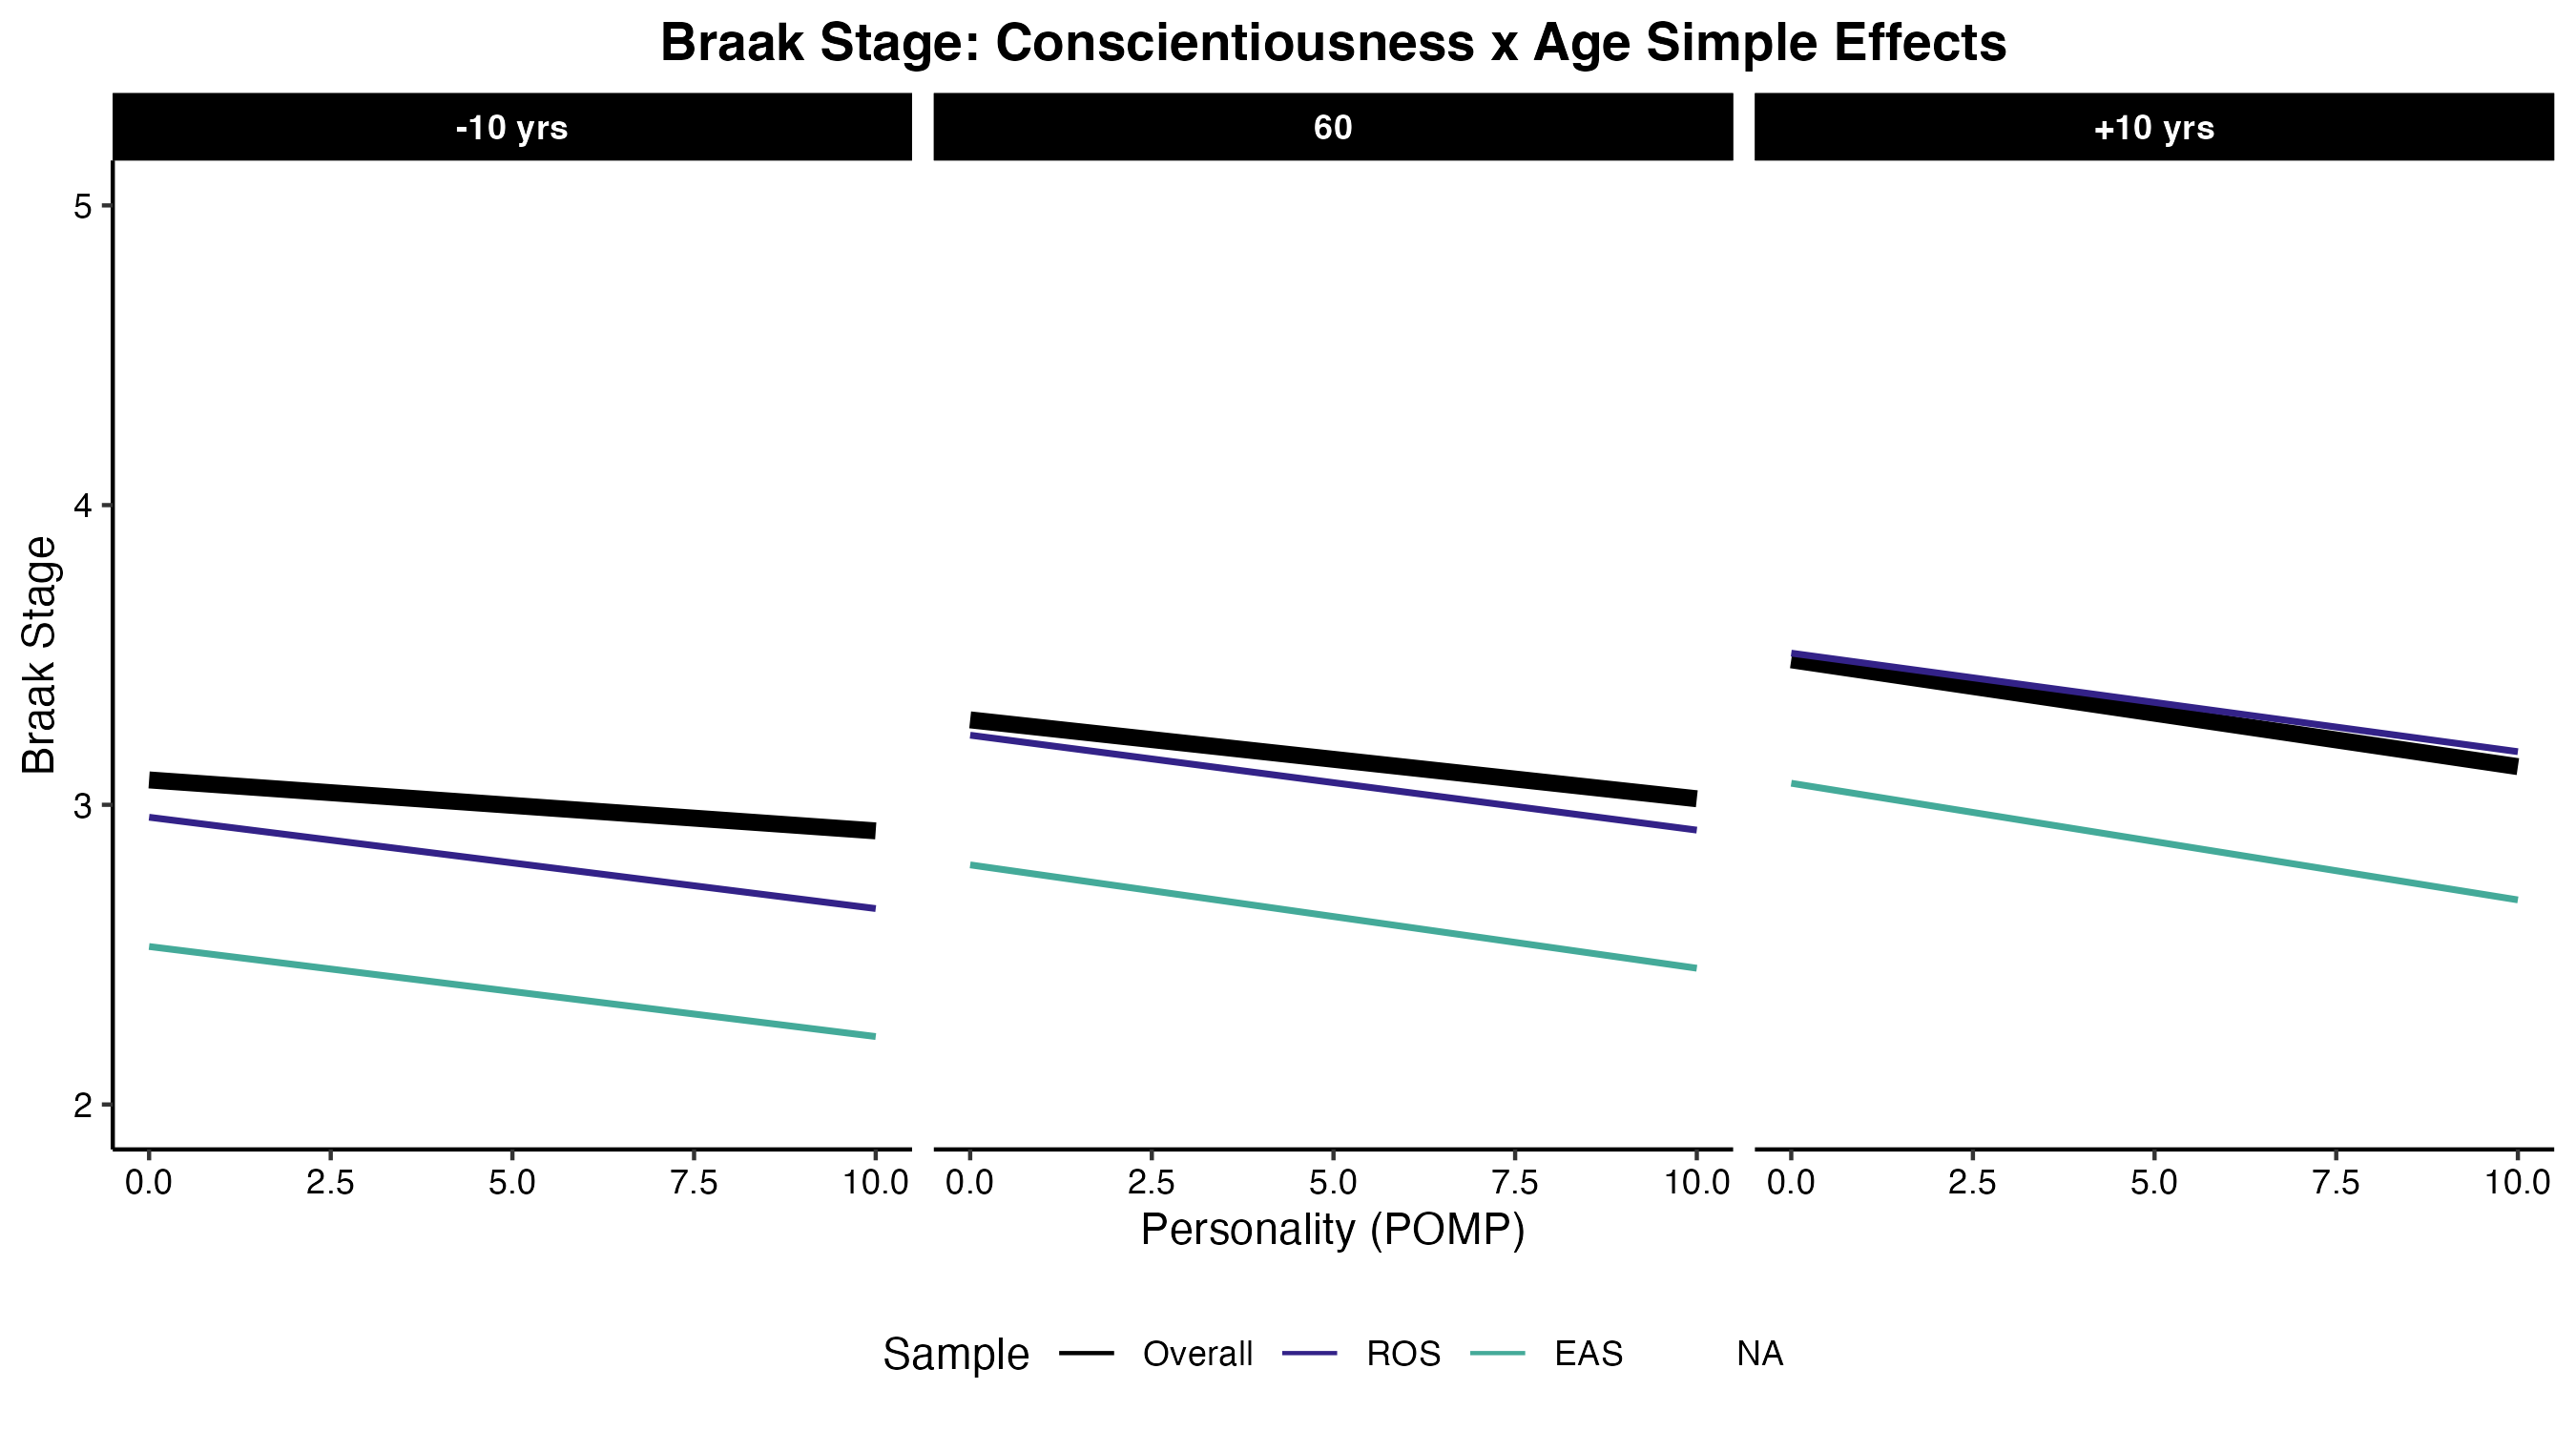 Braak Stage: Conscientiousness x Age Simple Effects
-10 yrs 60 +10 yrs
Braak Stage
5
4
3
2
0.0 2.5 5.0 7.5 10.0 0.0 2.5 5.0 7.5 10.0 0.0 2.5 5.0 7.5 10.0
Personality (POMP)
Sample Overall ROS EAS NA